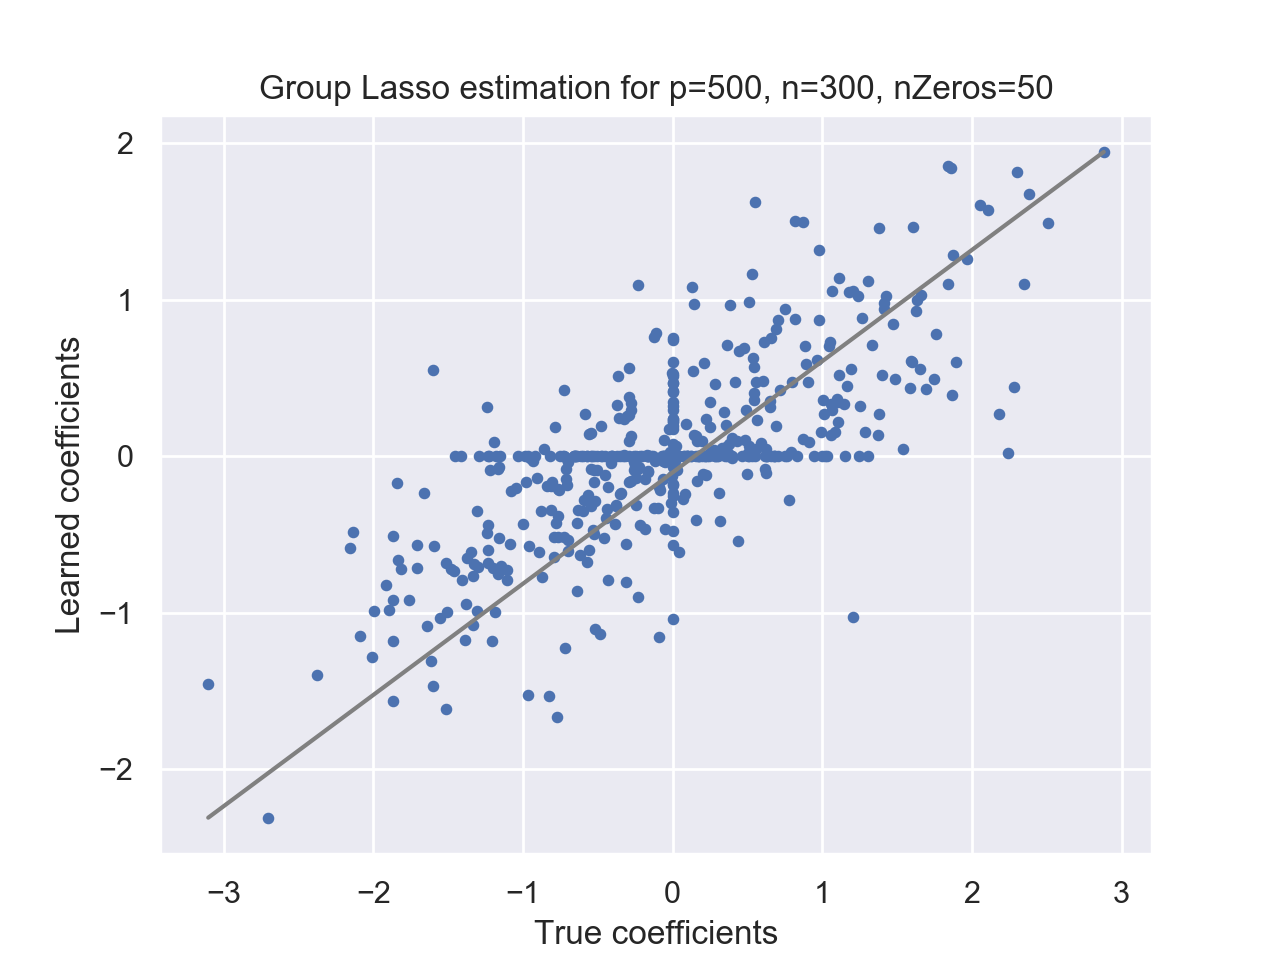 Group Lasso estimation for p=500, n=300, nZeros=50
2
1
0
−1
−2
Learned coefficients
−3 −2 −1 0 1 2 3
True coefficients